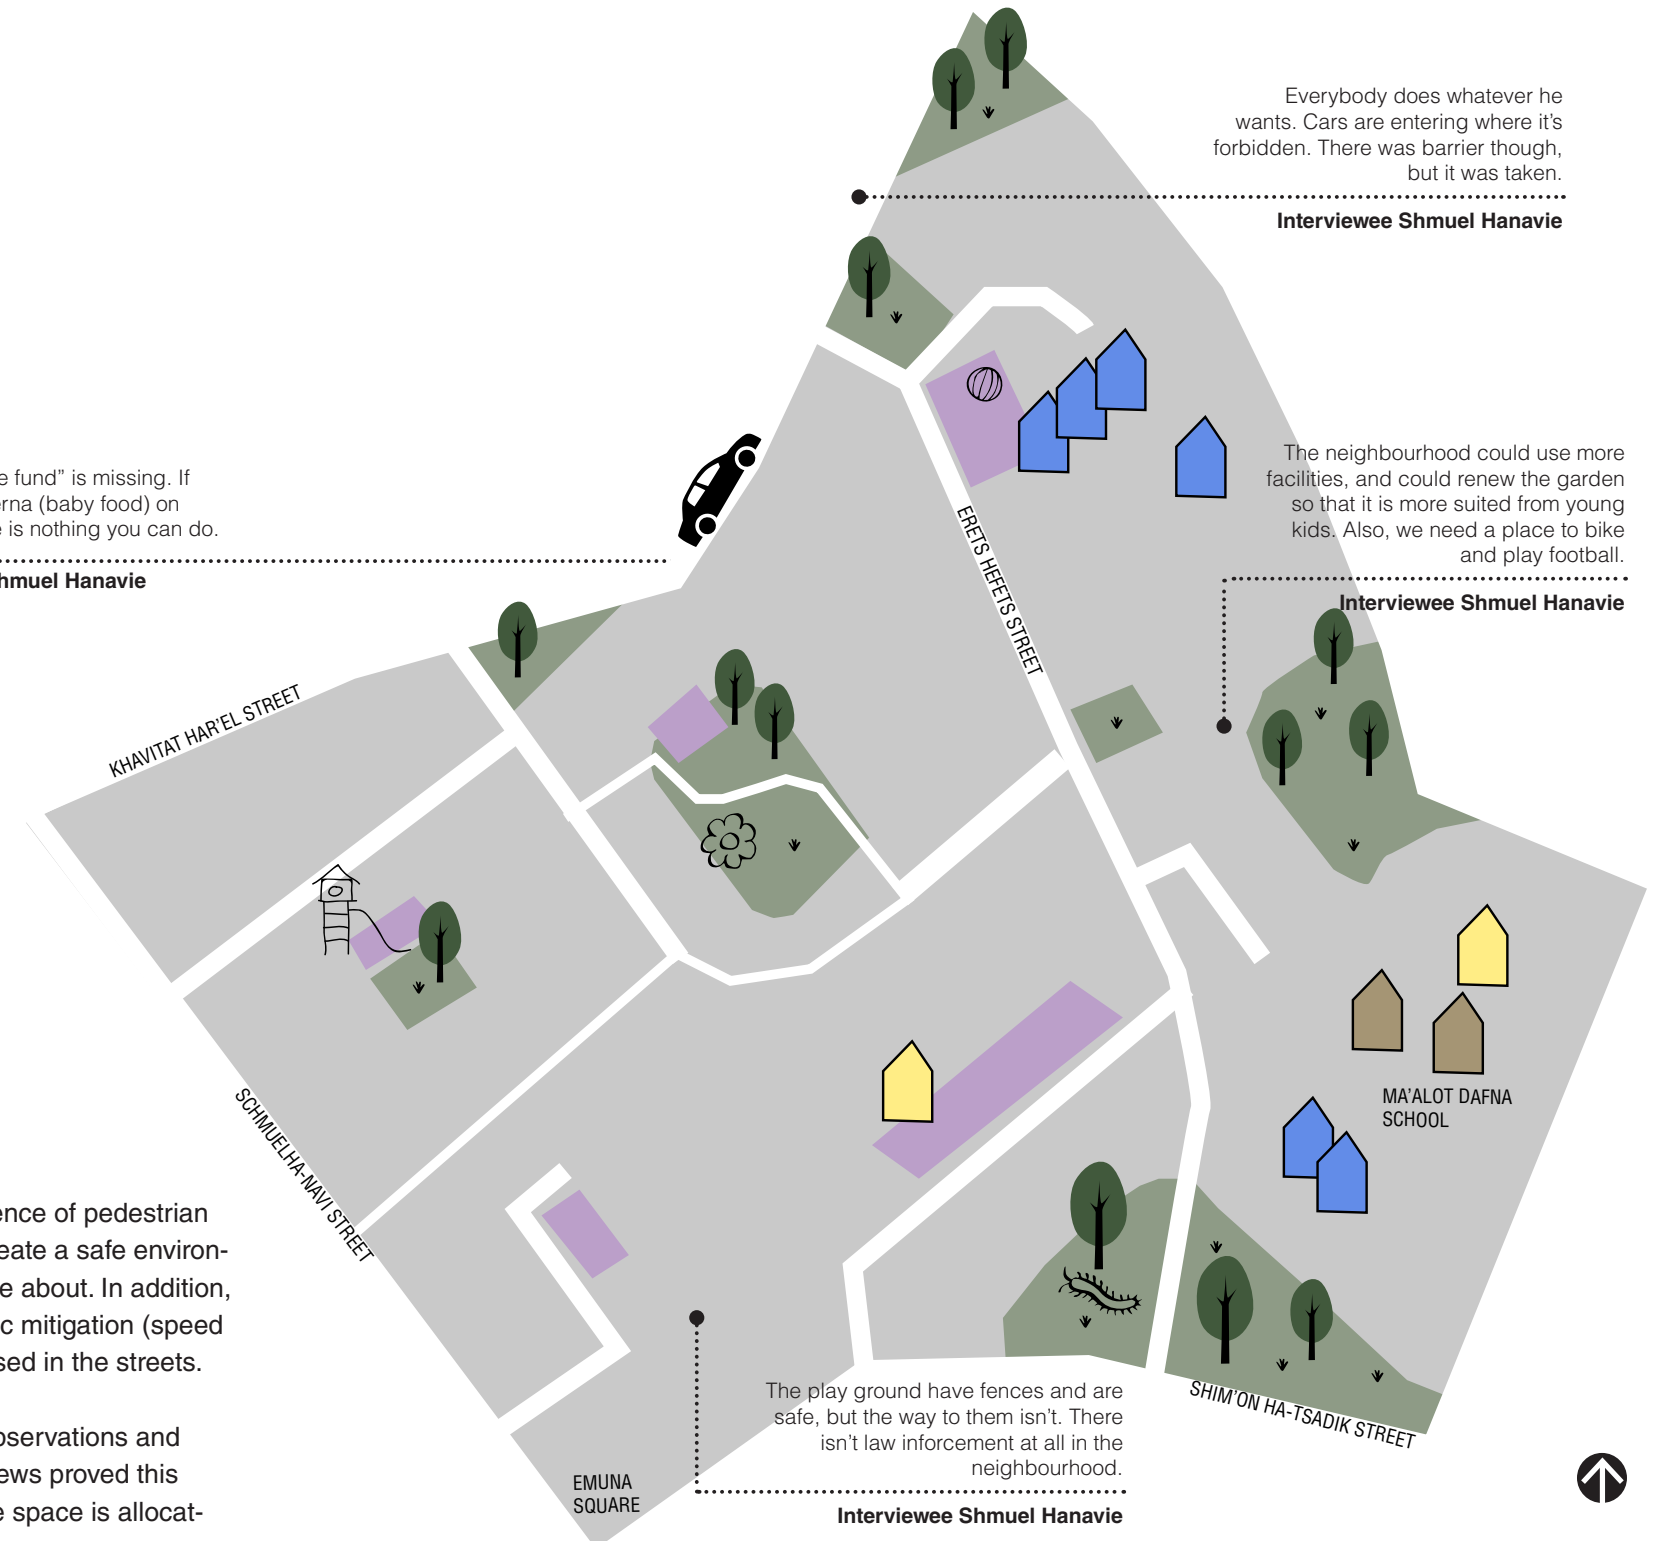 Everybody does whatever he
wants. Cars are entering where it's
forbidden. There was barrier though,
but it was taken.
Interviewee Shmuel Hanavie
e fund” is missing. If
erna (baby food) on
e is nothing you can do.
hmuel Hanavie
The neighbourhood could use more
facilities, and could renew the garden
so that it is more suited from young
kids. Also, we need a place to bike
and play football.
Interviewee Shmuel Hanavie
ERETS HEFETS STREET
KHAVITAT HAR'EL STREET
SCHMUELHA-NAVI STREET
MA'ALOT DAFNA
SCHOOL
ence of pedestrian
eate a safe environ-
e about. In addition,
c mitigation (speed
sed in the streets.
bservations and
ews proved this
e space is allocat-
The play ground have fences and are
safe, but the way to them isn't. There
isn't law inforcement at all in the
neighbourhood.
Interviewee Shmuel Hanavie
SHIM'ON HA-TSADIK STREET
EMUNA
SQUARE